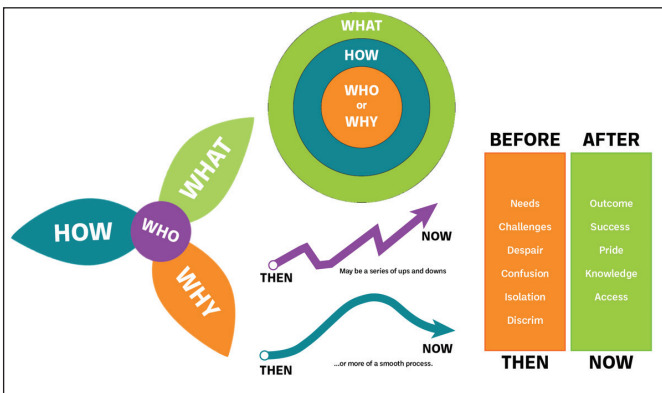 WHAT
HOW
WHO
WHY
WHAT
HOW
WHO
or
WHY
THEN
NOW
May be a series of ups and downs
THEN
NOW
...or more of a smooth process.
BEFORE
Needs
Challenges
Despair
Confusion
Isolation
Discrim
THEN
AFTER
Outcome
Success
Pride
Knowledge
Access
NOW